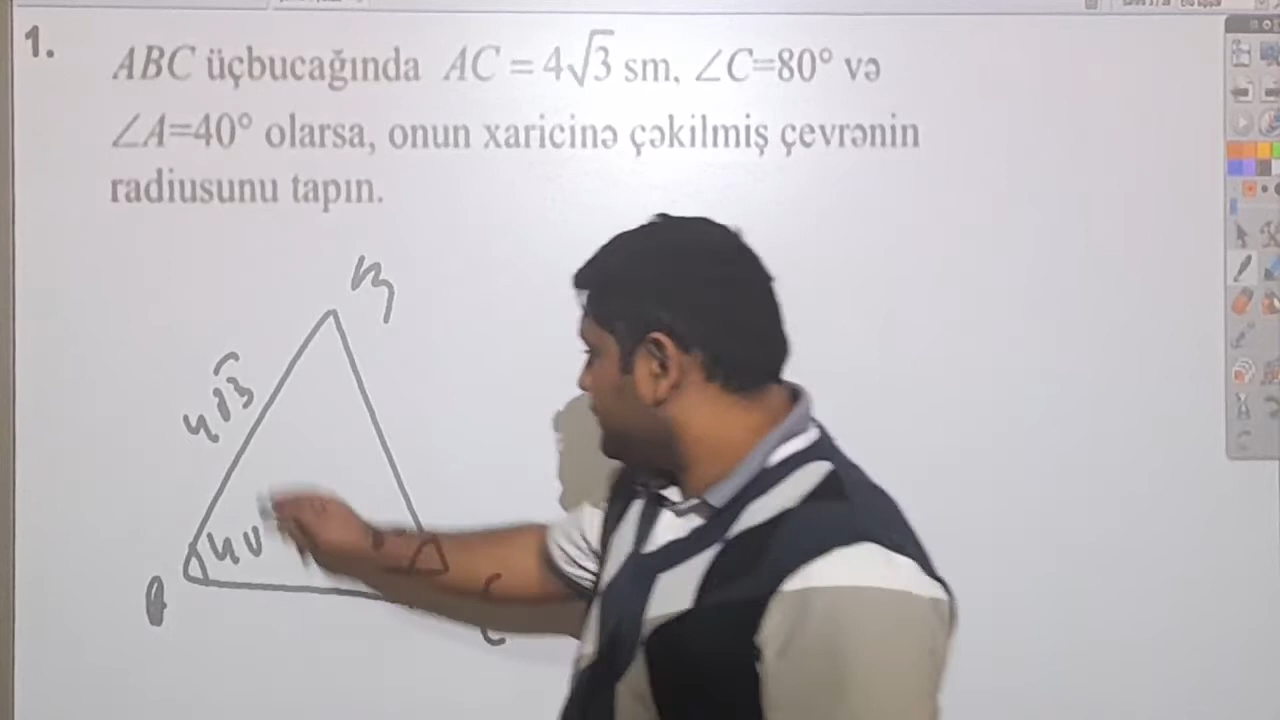 1.
ABC üçbucağında AC = 4√3 sm, ∠C=80° və
∠A=40° olarsa, onun xaricinə çəkilmiş çevrənin
radiusunu tapın.
B
4√3
40
A
C